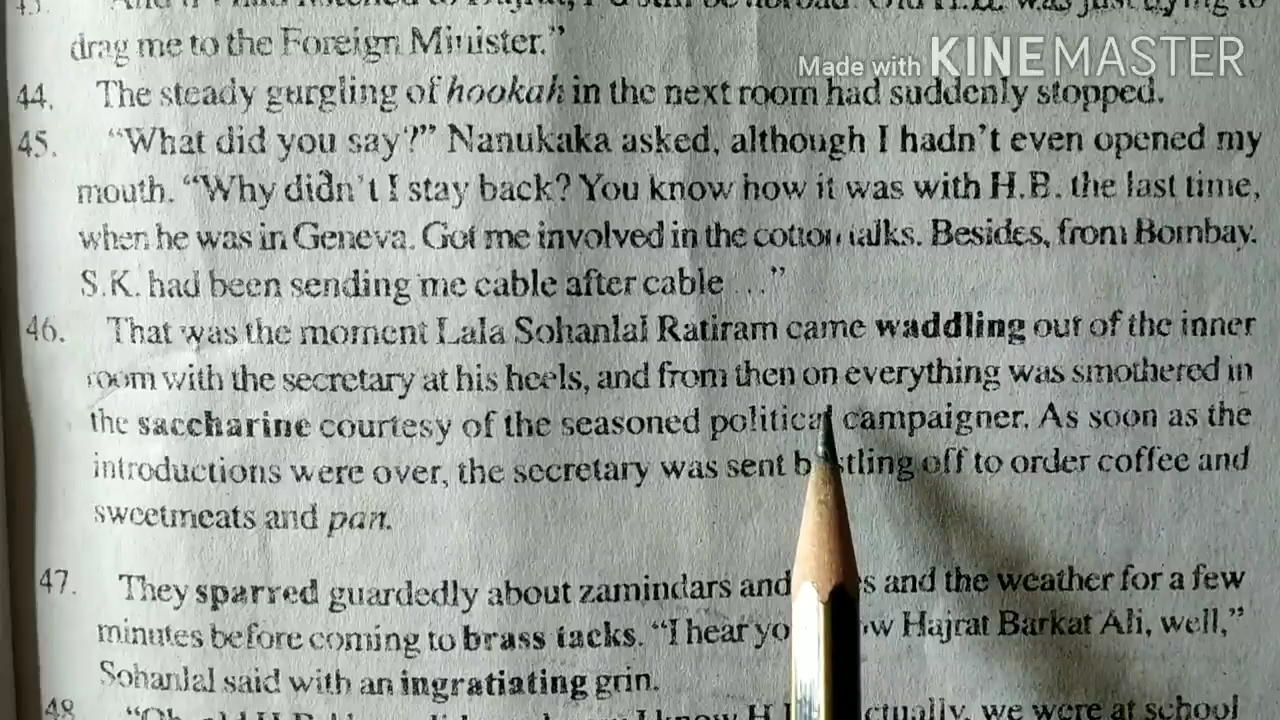 Made with KINEMASTER
drag me to the Foreign Minister.”
44. The steady gurgling of hookah in the next room had suddenly stopped.
45. “What did you say?” Nanukaka asked, although I hadn’t even opened my
mouth. “Why didn’t I stay back? You know how it was with H.B. the last time,
when he was in Geneva. Got me involved in the cotton talks. Besides, from Bombay.
S.K. had been sending me cable after cable ...”
46. That was the moment Lala Sohanlal Ratiram came waddling out of the inner
room with the secretary at his heels, and from then on everything was smothered in
the saccharine courtesy of the seasoned political campaigner. As soon as the
introductions were over, the secretary was sent off to order coffee and
sweetmeats and pan.
47. They sparred guardedly about zamindars and and the weather for a few
minutes before coming to brass tacks. “I hear Hajrat Barkat Ali, well,”
Sohanlal said with an ingratiating grin.
48 we were at school